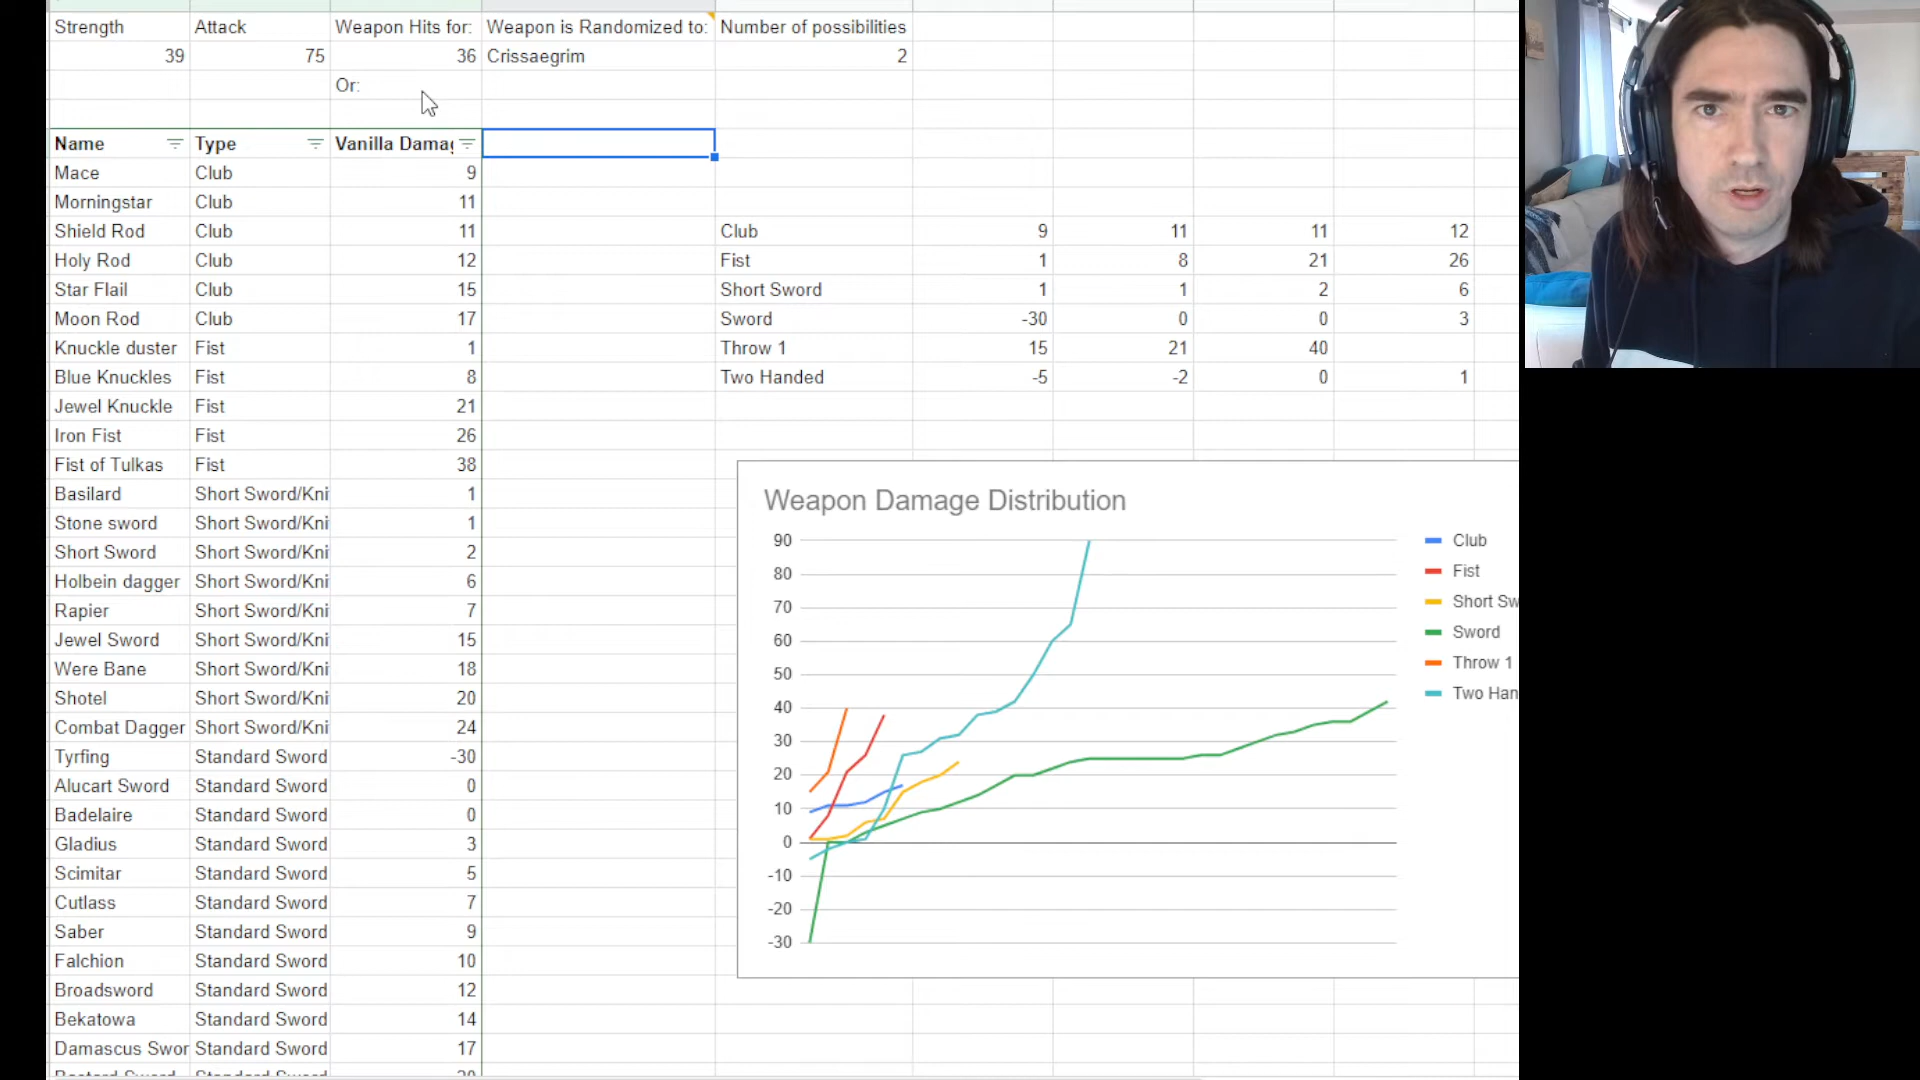 Strength Attack Weapon Hits for: Weapon is Randomized to: Number of possibilities
39 75 36 Crissaegrim 2
Or:
Name Type Vanilla Damag
Mace Club 9
Morningstar Club 11
Shield Rod Club 11 Club 9 11 11 12
Holy Rod Club 12 Fist 1 8 21 26
Star Flail Club 15 Short Sword 1 1 2 6
Moon Rod Club 17 Sword -30 0 0 3
Knuckle duster Fist 1 Throw 1 15 21 40
Blue Knuckles Fist 8 Two Handed -5 -2 0 1
Jewel Knuckle Fist 21
Iron Fist Fist 26
Fist of Tulkas Fist 38
Basilard Short Sword/Kni 1
Stone sword Short Sword/Kni 1
Short Sword Short Sword/Kni 2
Holbein dagger Short Sword/Kni 6
Rapier Short Sword/Kni 7
Jewel Sword Short Sword/Kni 15
Were Bane Short Sword/Kni 18
Shotel Short Sword/Kni 20
Combat Dagger Short Sword/Kni 24
Tyrfing Standard Sword -30
Alucart Sword Standard Sword 0
Badelaire Standard Sword 0
Gladius Standard Sword 3
Scimitar Standard Sword 5
Cutlass Standard Sword 7
Saber Standard Sword 9
Falchion Standard Sword 10
Broadsword Standard Sword 12
Bekatowa Standard Sword 14
Damascus Swor Standard Sword 17
Weapon Damage Distribution
90
80
70
60
50
40
30
20
10
0
-10
-20
-30
Club
Fist
Short Sw
Sword
Throw 1
Two Han